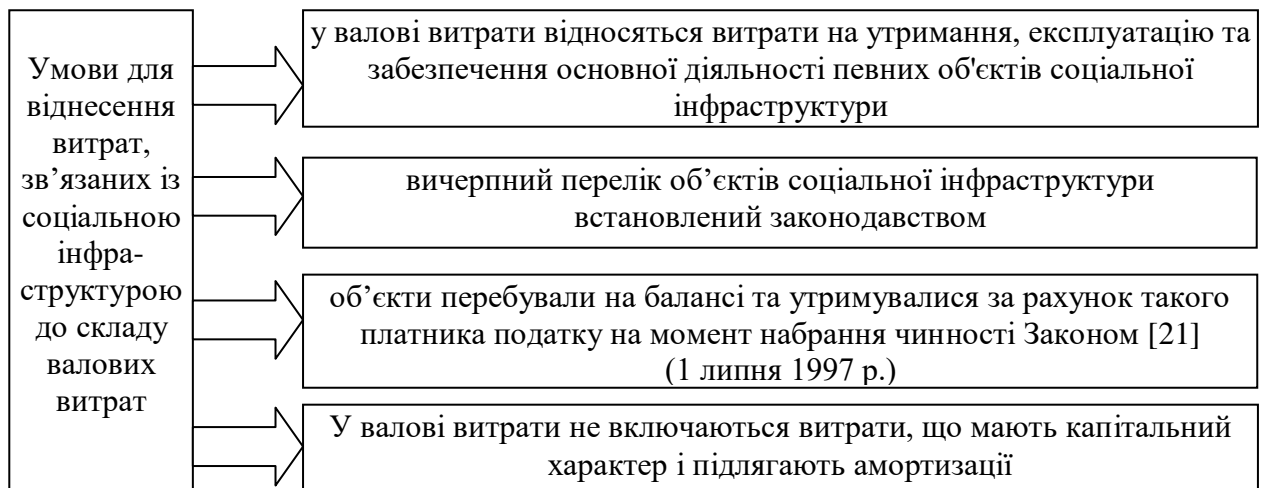 Умови для
віднесення
витрат,
зв’язаних із
соціальною
інфра-
структурою
до складу
валових
витрат
у валові витрати відносяться витрати на утримання, експлуатацію та
забезпечення основної діяльності певних об'єктів соціальної
інфраструктури
вичерпний перелік об’єктів соціальної інфраструктури
встановлений законодавством
об’єкти перебували на балансі та утримувалися за рахунок такого
платника податку на момент набрання чинності Законом [21]
(1 липня 1997 р.)
У валові витрати не включаються витрати, що мають капітальний
характер і підлягають амортизації